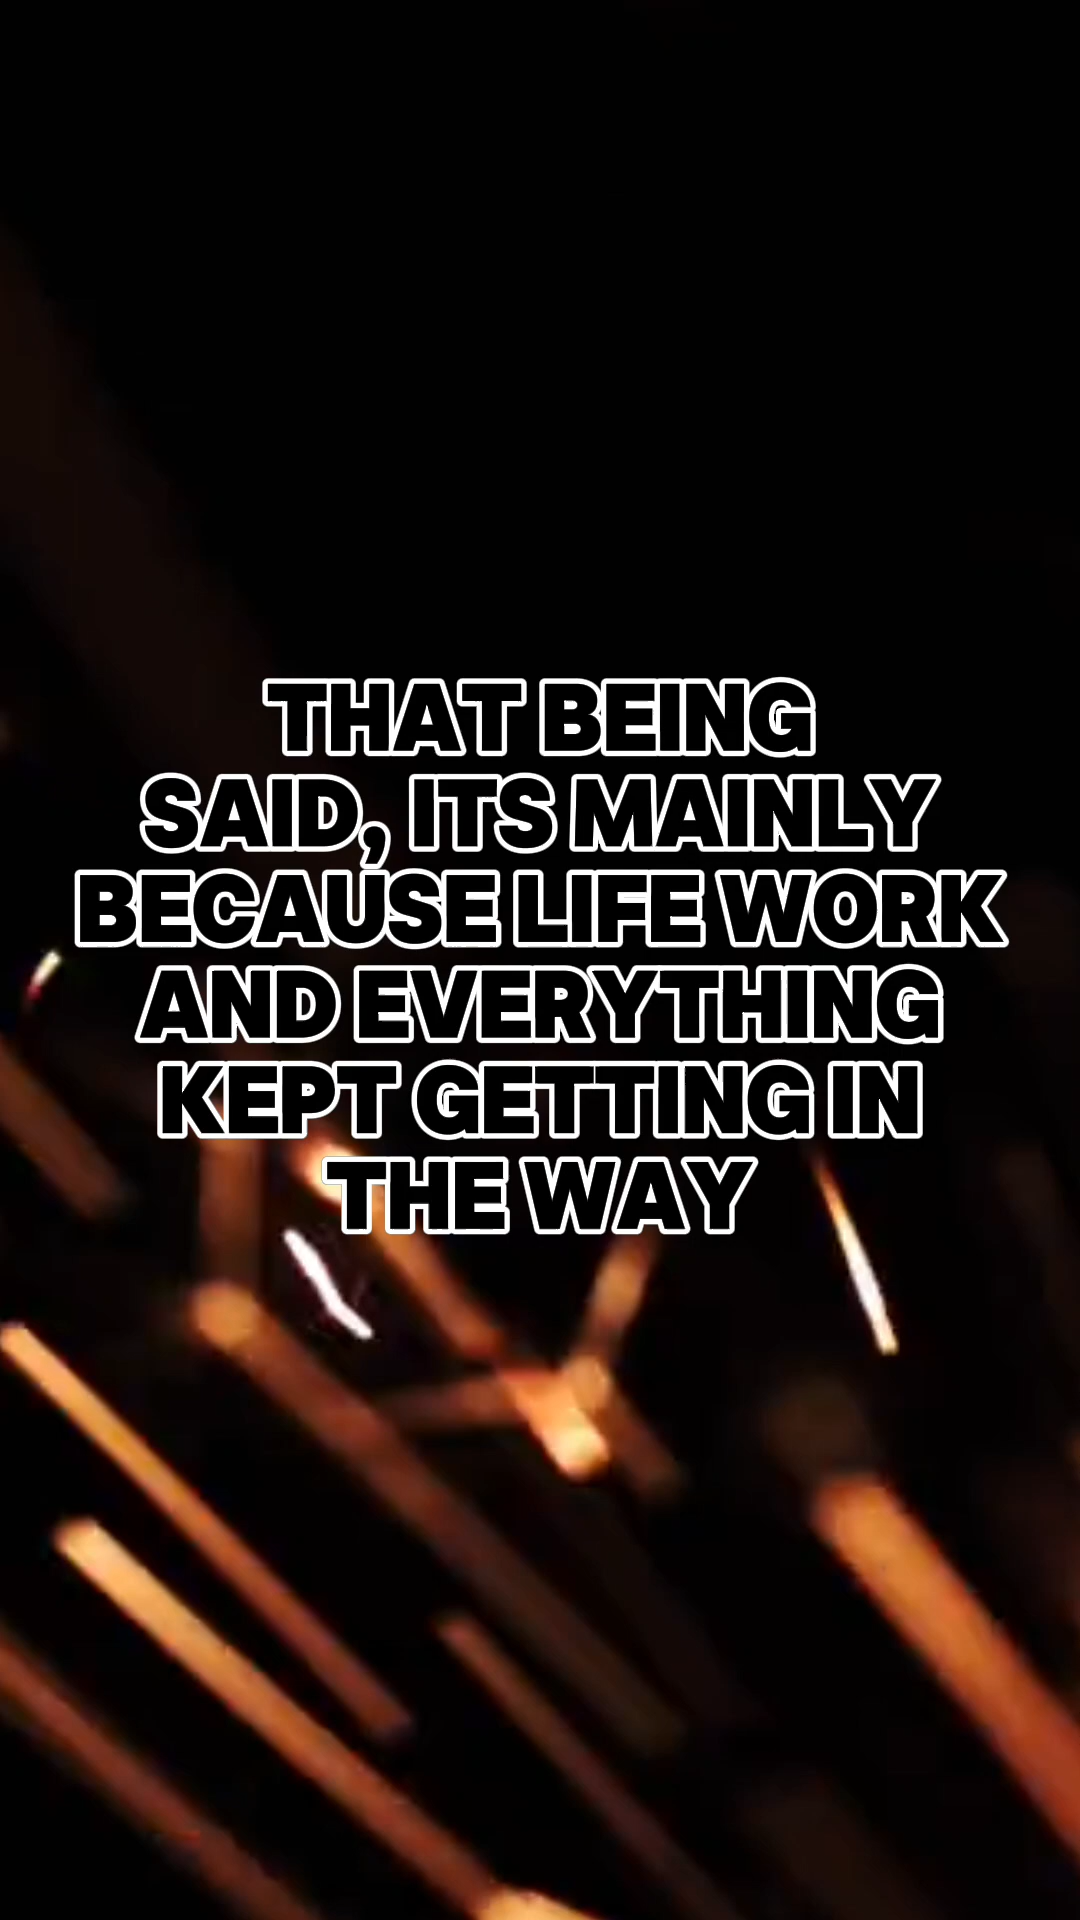 THAT BEING
SAID, ITS MAINLY
BECAUSE LIFE WORK
AND EVERYTHING
KEPT GETTING IN
THE WAY